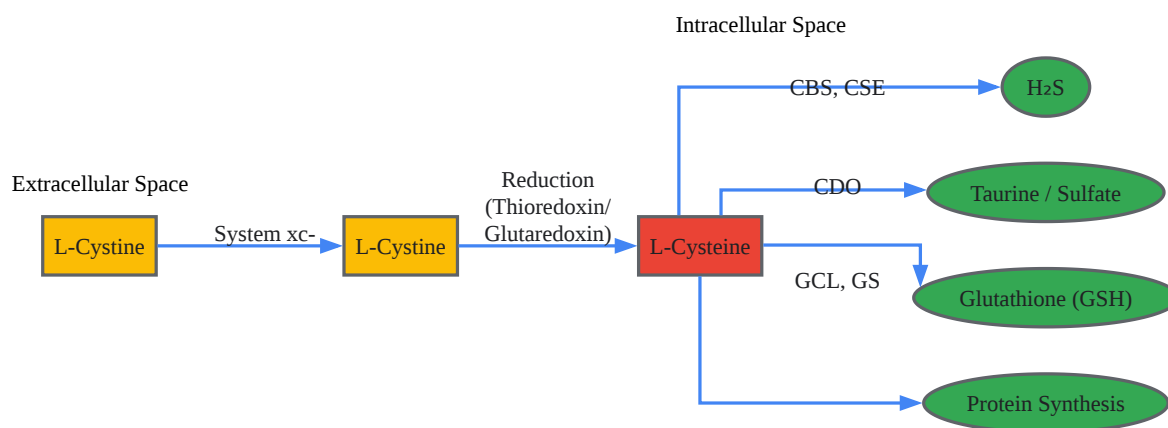 Intracellular Space
CBS, CSE
H₂S
Extracellular Space
Reduction
(Thioredoxin/
Glutaredoxin)
CDO
Taurine / Sulfate
L-Cystine
System xc-
L-Cystine
L-Cysteine
GCL, GS
Glutathione (GSH)
Protein Synthesis